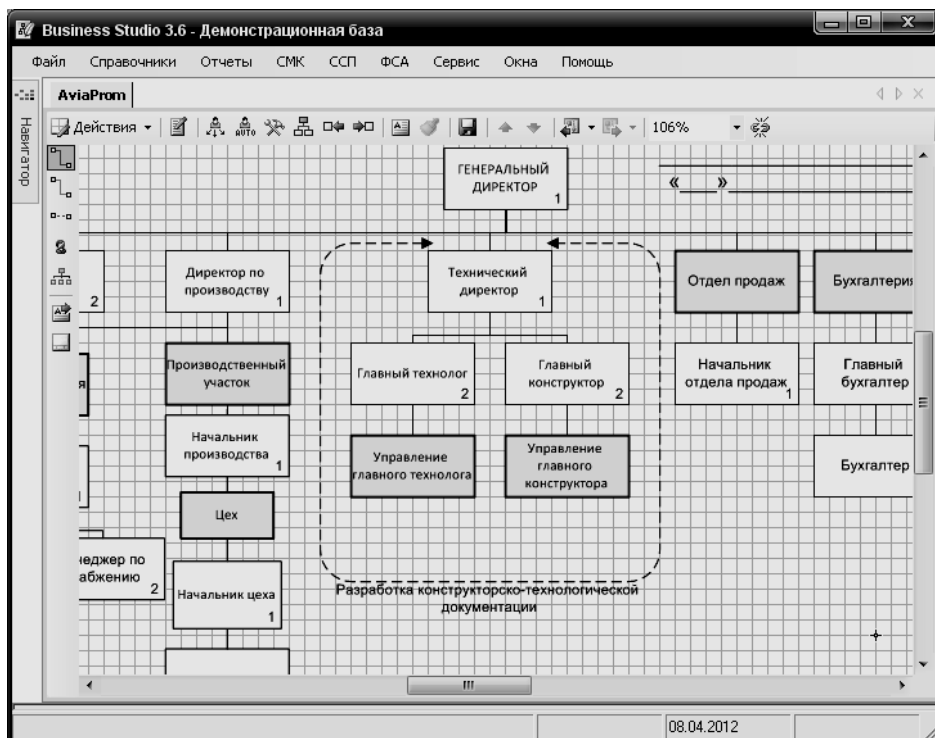 Business Studio 3.6 - Демонстрационная база
Файл Справочники Отчеты СМК ССП ФСА Сервис Окна Помощь
AviaProm
Навигатор
Действия
AUTO
106%
ГЕНЕРАЛЬНЫЙ
ДИРЕКТОР
1
«____»
2
Директор по
производству
1
Технический
директор
1
Отдел продаж
Бухгалтерия
Производственный
участок
Главный технолог
2
Главный
конструктор
2
Начальник
отдела продаж
1
Главный
бухгалтер
Начальник
производства
1
Управление
главного технолога
Управление
главного
конструктора
Бухгалтер
Цех
неджер по
абжению
2
Начальник цеха
1
Разработка конструкторско-технологической
документации
08.04.2012